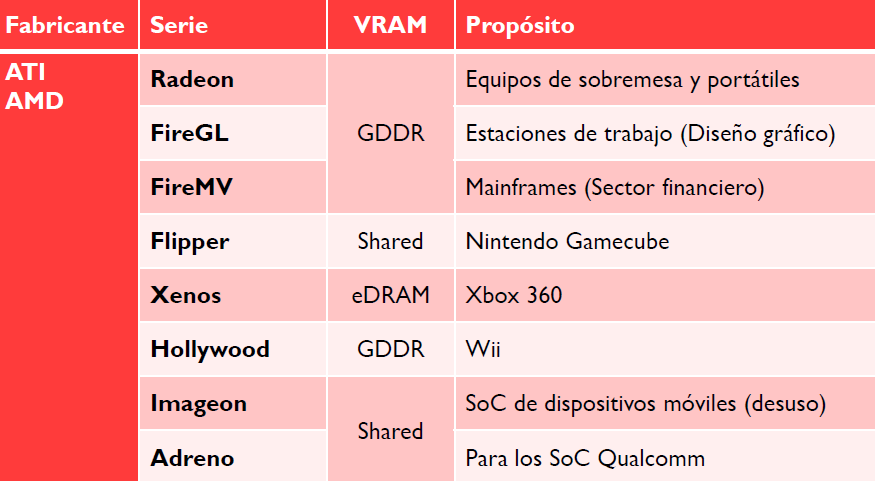 Fabricante Serie VRAM Propósito
ATI
AMD
Radeon GDDR Equipos de sobremesa y portátiles
FireGL Estaciones de trabajo (Diseño gráfico)
FireMV Mainframes (Sector financiero)
Flipper Shared Nintendo Gamecube
Xenos eDRAM Xbox 360
Hollywood GDDR Wii
Imageon Shared SoC de dispositivos móviles (desuso)
Adreno Para los SoC Qualcomm